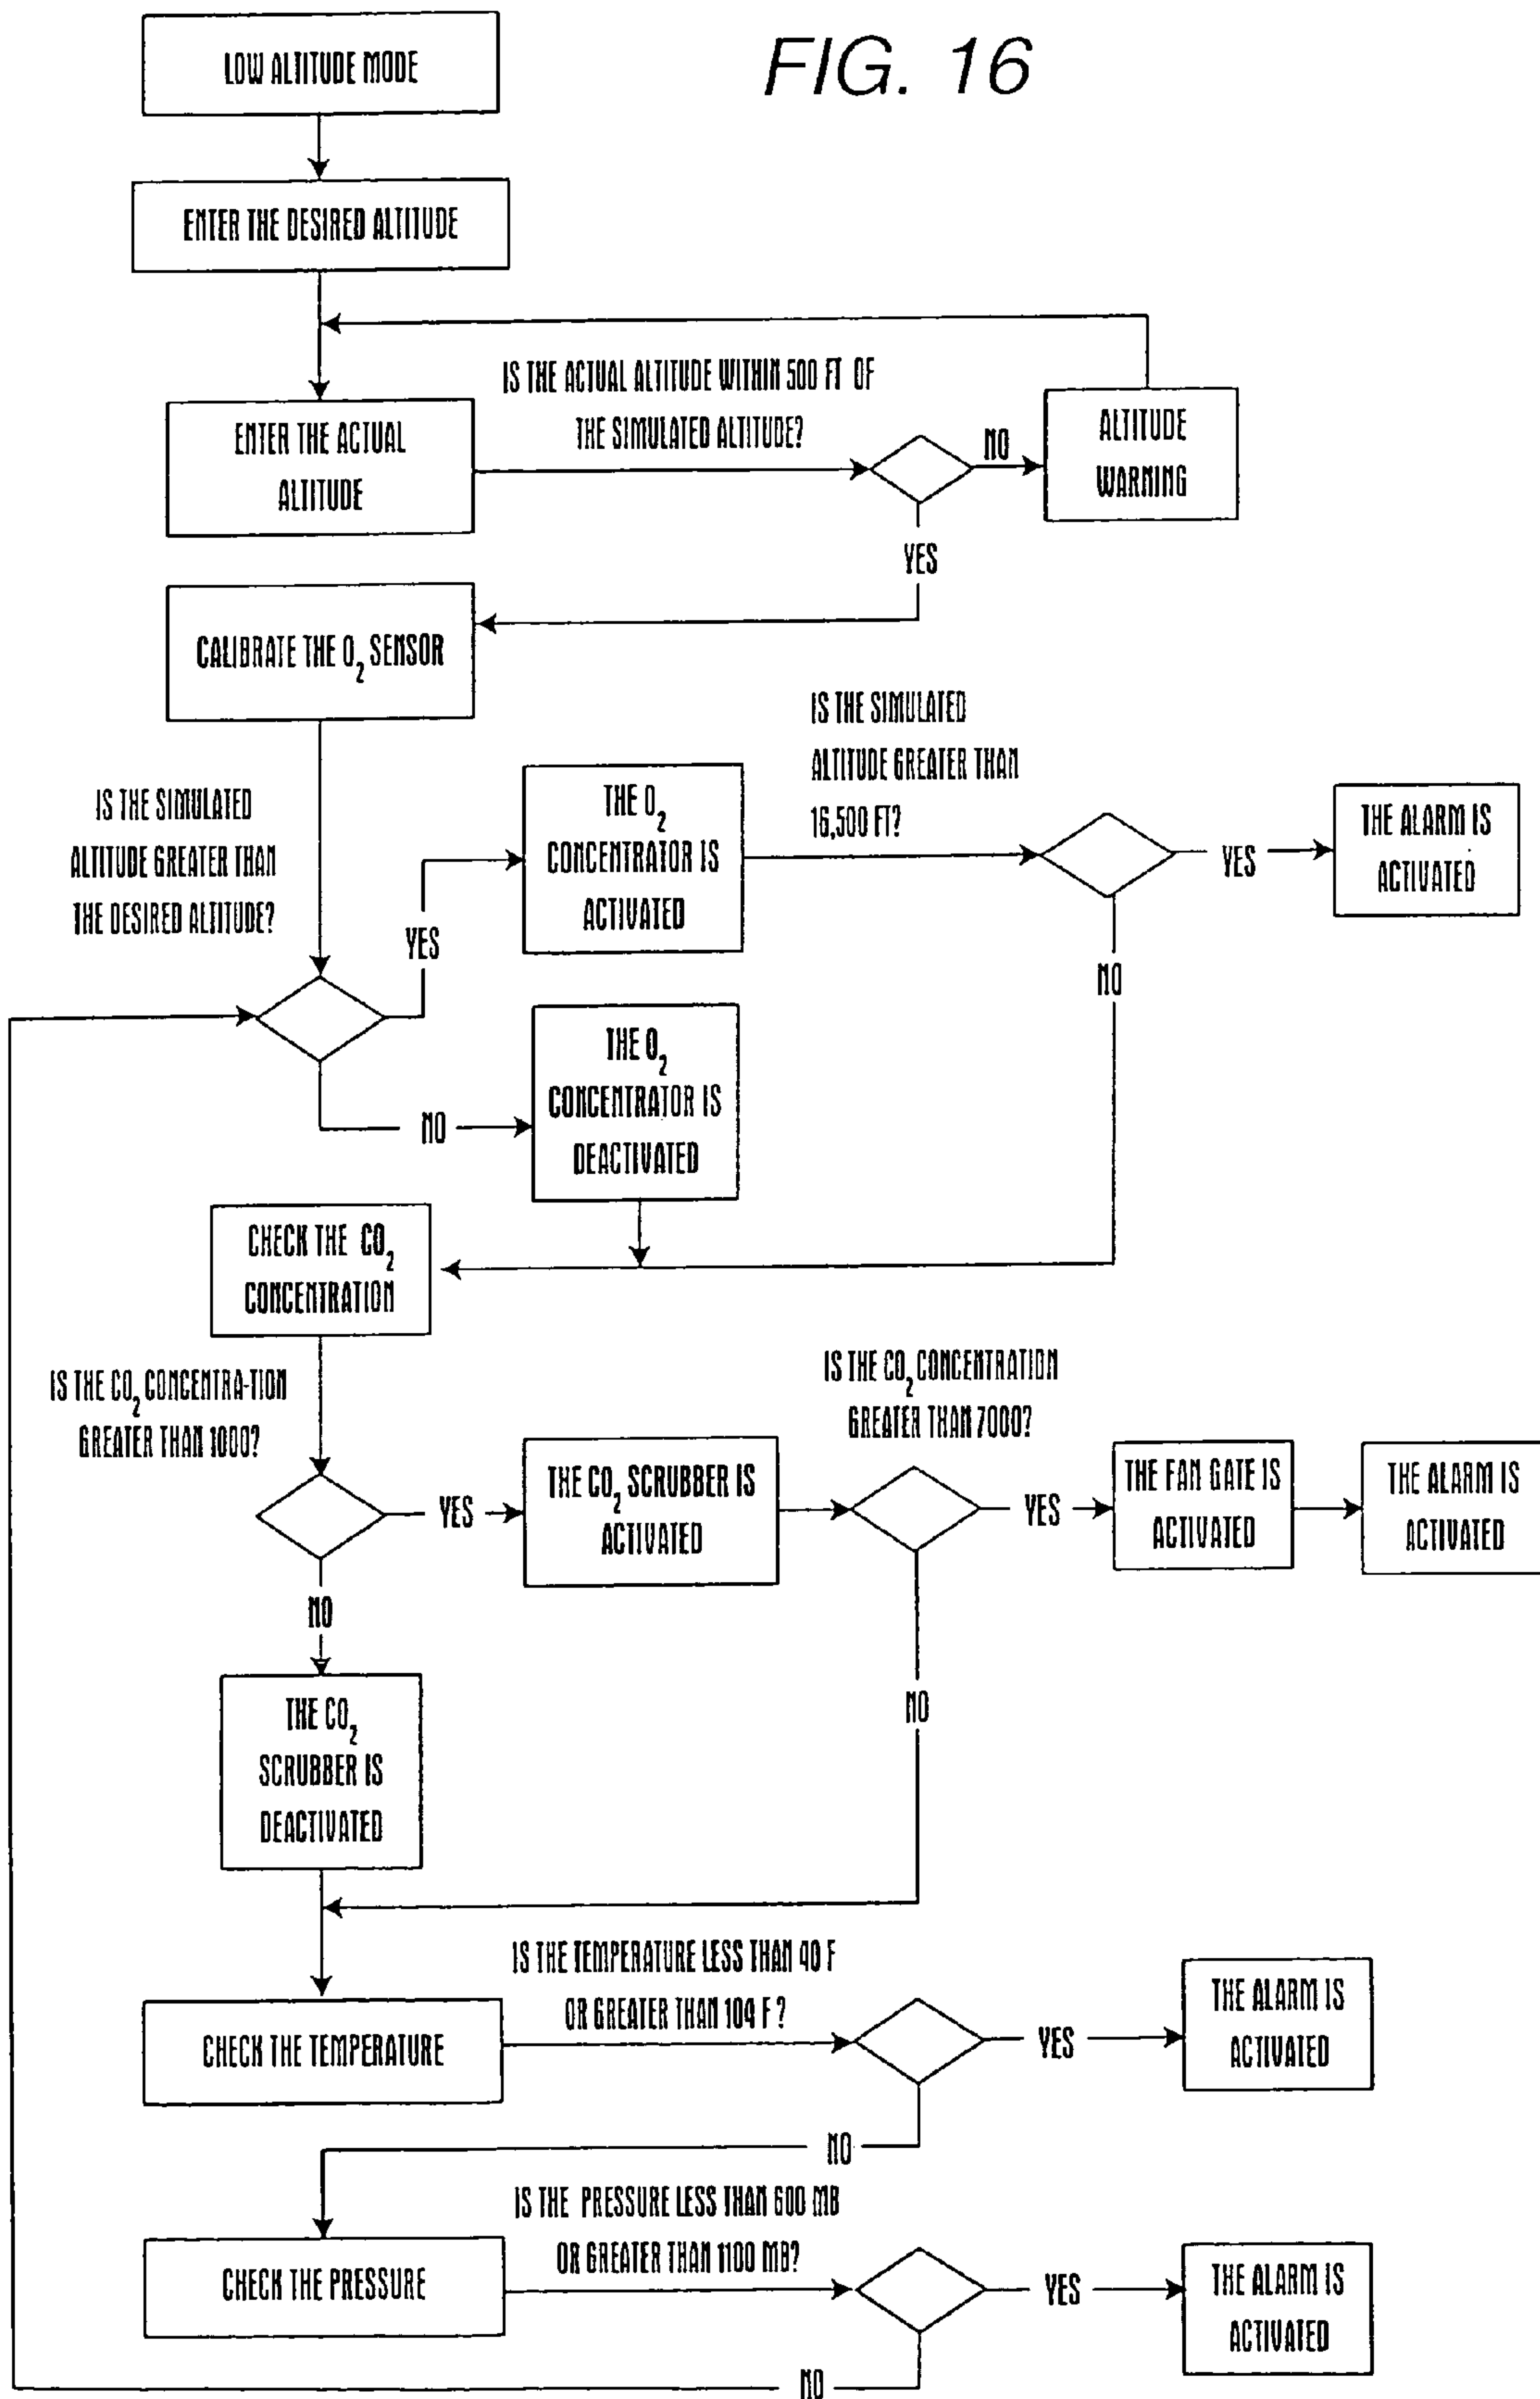 FIG. 16
LOW ALTITUDE MODE
ENTER THE DESIRED ALTITUDE
IS THE ACTUAL ALTITUDE WITHIN 500 FT OF
THE SIMULATED ALTITUDE?
ENTER THE ACTUAL
ALTITUDE
NO
ALTITUDE
WARNING
YES
CALIBRATE THE O₂ SENSOR
IS THE SIMULATED
ALTITUDE GREATER THAN
THE DESIRED ALTITUDE?
YES
THE O₂
CONCENTRATOR IS
ACTIVATED
IS THE SIMULATED
ALTITUDE GREATER THAN
16,500 FT?
YES
THE ALARM IS
ACTIVATED
NO
NO
THE O₂
CONCENTRATOR IS
DEACTIVATED
CHECK THE CO₂
CONCENTRATION
IS THE CO₂ CONCENTRA-TION
GREATER THAN 1000?
YES
THE CO₂ SCRUBBER IS
ACTIVATED
IS THE CO₂ CONCENTRATION
GREATER THAN 7000?
YES
THE FAN GATE IS
ACTIVATED
THE ALARM IS
ACTIVATED
NO
NO
THE CO₂
SCRUBBER IS
DEACTIVATED
CHECK THE TEMPERATURE
IS THE TEMPERATURE LESS THAN 40 F
OR GREATER THAN 104 F?
YES
THE ALARM IS
ACTIVATED
NO
CHECK THE PRESSURE
IS THE PRESSURE LESS THAN 600 MB
OR GREATER THAN 1100 MB?
YES
THE ALARM IS
ACTIVATED
NO